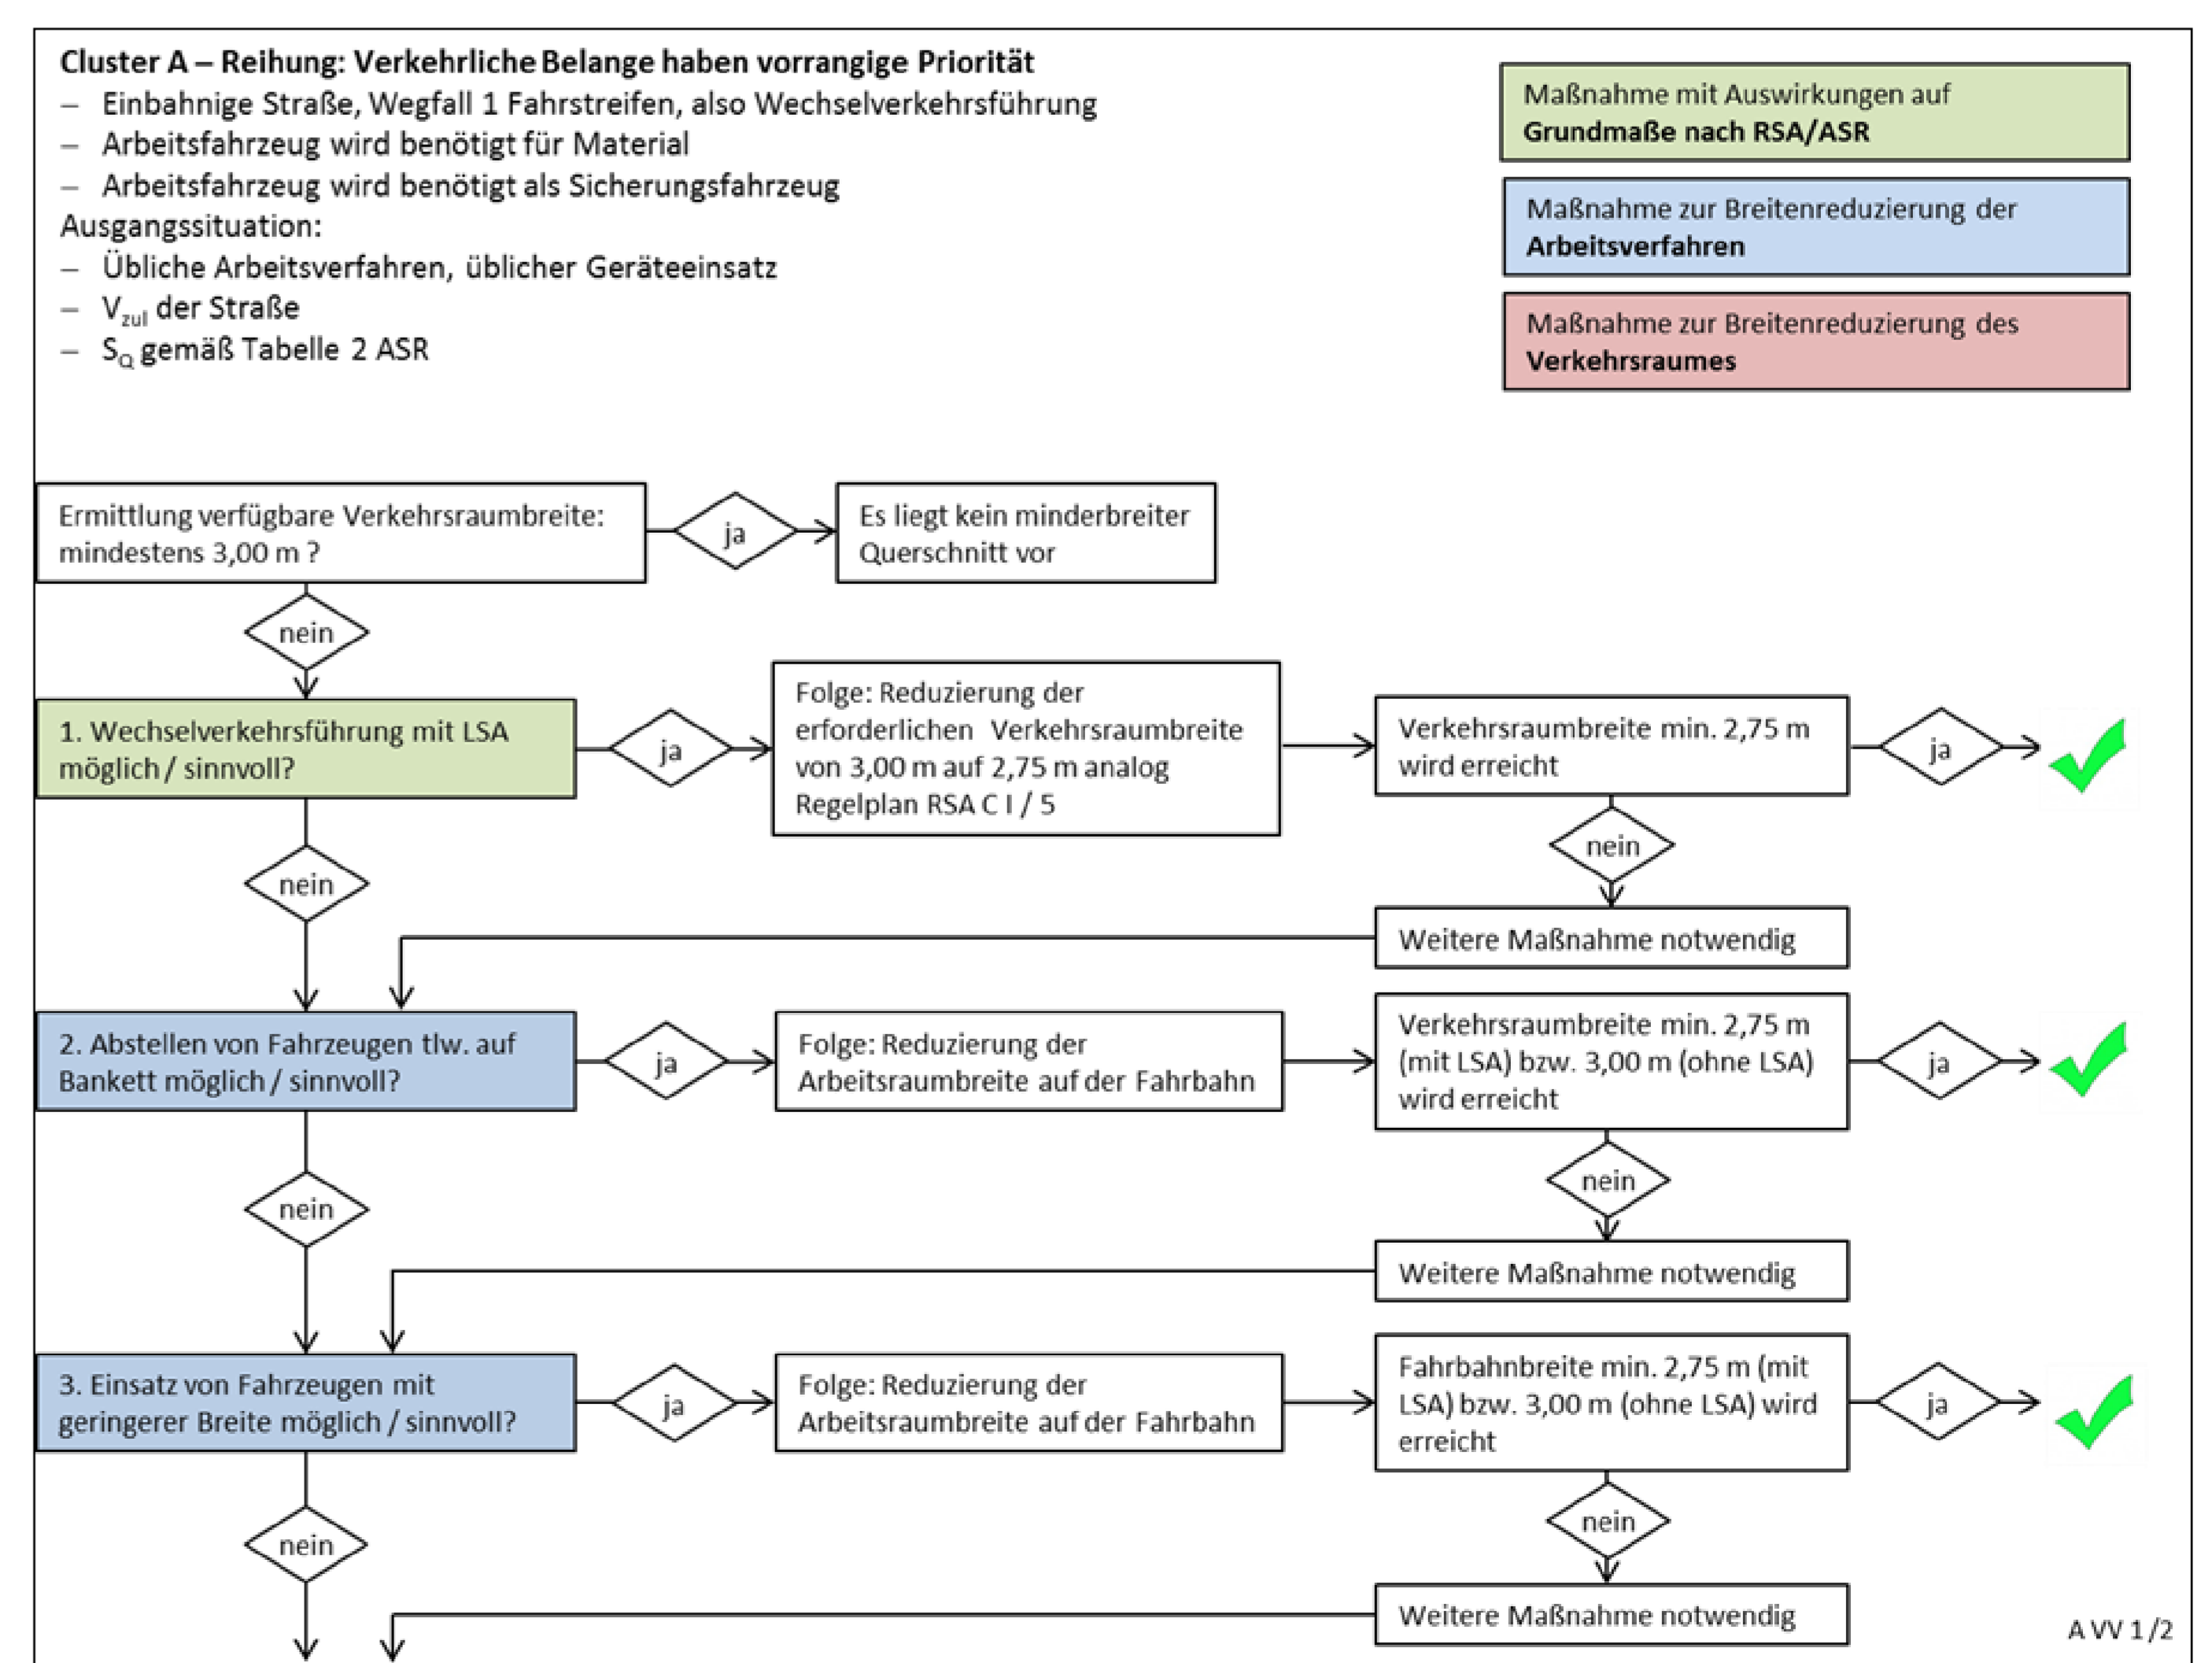 Cluster A – Reihung: Verkehrliche Belange haben vorrangige Priorität
– Einbahnige Straße, Wegfall 1 Fahrstreifen, also Wechselverkehrsführung
– Arbeitsfahrzeug wird benötigt für Material
– Arbeitsfahrzeug wird benötigt als Sicherungsfahrzeug
Ausgangssituation:
– Übliche Arbeitsverfahren, üblicher Geräteeinsatz
– Vzul der Straße
– SQ gemäß Tabelle 2 ASR
Maßnahme mit Auswirkungen auf
Grundmaße nach RSA/ASR
Maßnahme zur Breitenreduzierung der
Arbeitsverfahren
Maßnahme zur Breitenreduzierung des
Verkehrsraumes
Ermittlung verfügbare Verkehrsraumbreite:
mindestens 3,00 m ?
ja
Es liegt kein minderbreiter
Querschnitt vor
nein
1. Wechselverkehrsführung mit LSA
möglich / sinnvoll?
ja
Folge: Reduzierung der
erforderlichen Verkehrsraumbreite
von 3,00 m auf 2,75 m analog
Regelplan RSA C I / 5
Verkehrsraumbreite min. 2,75 m
wird erreicht
ja
nein
nein
Weitere Maßnahme notwendig
2. Abstellen von Fahrzeugen tlw. auf
Bankett möglich / sinnvoll?
ja
Folge: Reduzierung der
Arbeitsraumbreite auf der Fahrbahn
Verkehrsraumbreite min. 2,75 m
(mit LSA) bzw. 3,00 m (ohne LSA)
wird erreicht
ja
nein
nein
Weitere Maßnahme notwendig
3. Einsatz von Fahrzeugen mit
geringerer Breite möglich / sinnvoll?
ja
Folge: Reduzierung der
Arbeitsraumbreite auf der Fahrbahn
Fahrbahnbreite min. 2,75 m (mit
LSA) bzw. 3,00 m (ohne LSA) wird
erreicht
ja
nein
nein
Weitere Maßnahme notwendig
A VV 1 /2